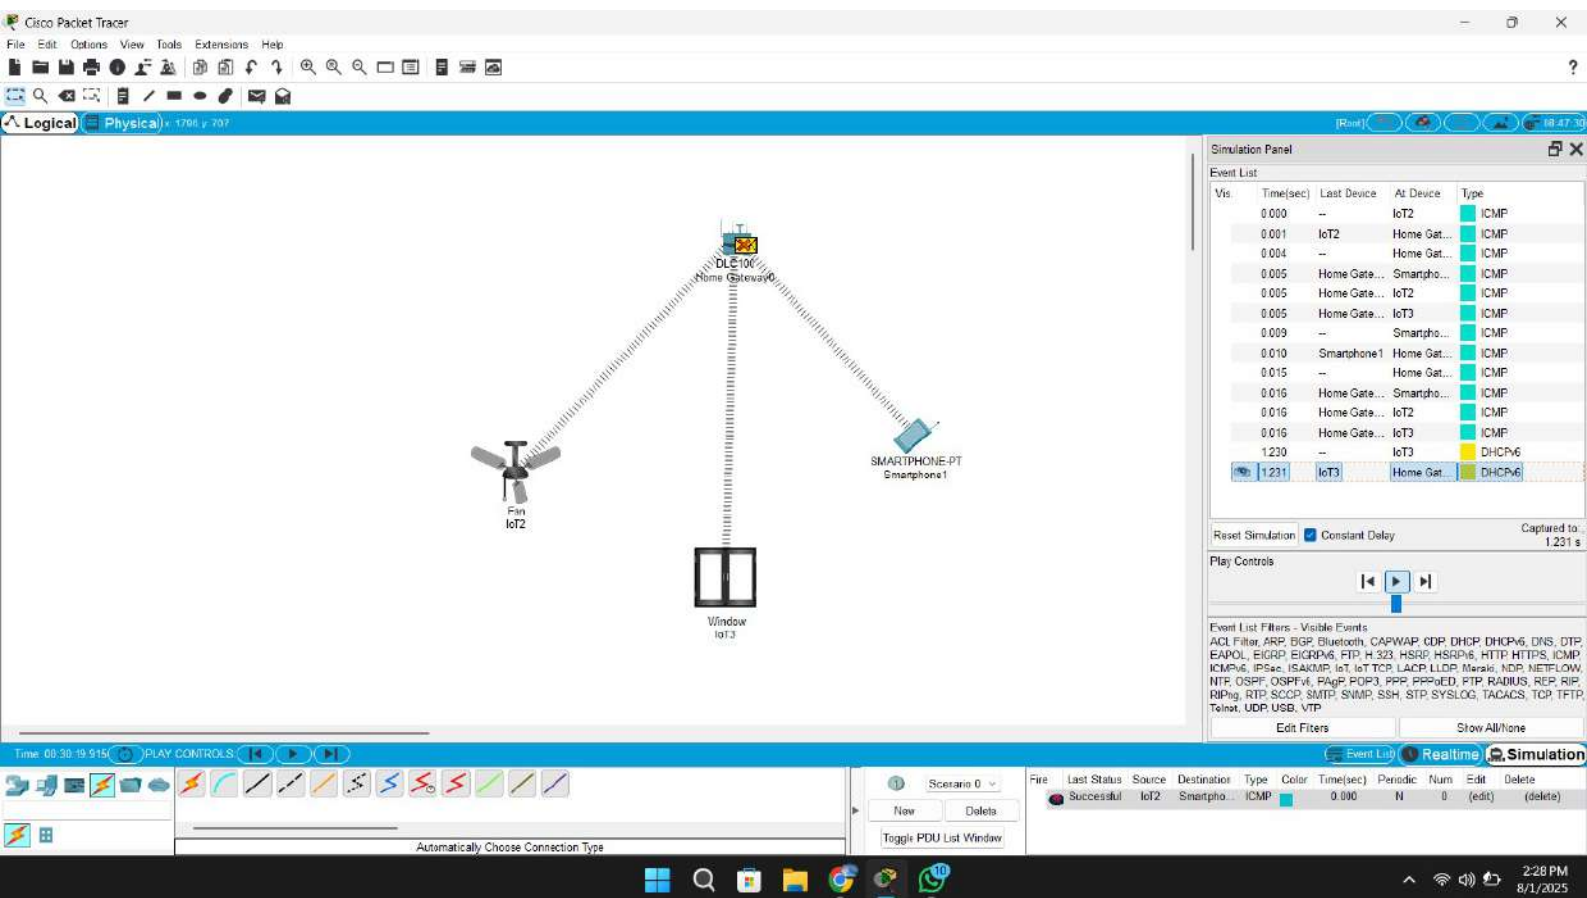 Cisco Packet Tracer
File Edit Options View Tools Extensions Help
?
Logical Physical x: 1796 y: 707 [Root] 08:47:30
Simulation Panel
Event List
Vis. Time(sec) Last Device At Device Type
0.000 -- IoT2 ICMP
0.001 IoT2 Home Gat... ICMP
0.004 -- Home Gat... ICMP
0.005 Home Gate... Smartpho... ICMP
0.005 Home Gate... IoT2 ICMP
0.005 Home Gate... IoT3 ICMP
0.009 -- Smartpho... ICMP
0.010 Smartphone1 Home Gat... ICMP
0.015 -- Home Gat... ICMP
0.016 Home Gate... Smartpho... ICMP
0.016 Home Gate... IoT2 ICMP
0.016 Home Gate... IoT3 ICMP
1.230 -- IoT3 DHCPv6
1.231 IoT3 Home Gat... DHCPv6
DLC100
Home Gateway0
SMARTPHONE-PT
Smartphone1
Fan
IoT2
Window
IoT3
Reset Simulation Constant Delay Captured to:
1.231 s
Play Controls
Event List Filters - Visible Events
ACL Filter, ARP, BGP, Bluetooth, CAPWAP, CDP, DHCP, DHCPv6, DNS, DTP,
EAPOL, EIGRP, EIGRPv6, FTP, H.323, HSRP, HSRPv6, HTTP, HTTPS, ICMP,
ICMPv6, IPSec, ISAKMP, IoT, IoT TCP, LACP, LLDP, Meraki, NDP, NETFLOW,
NTP, OSPF, OSPFv6, PAgP, POP3, PPP, PPPoED, PTP, RADIUS, REP, RIP,
RIPng, RTP, SCCP, SMTP, SNMP, SSH, STP, SYSLOG, TACACS, TCP, TFTP,
Telnet, UDP, USB, VTP
Edit Filters Show All/None
Time: 00:30:19.915 PLAY CONTROLS: Event List Realtime Simulation
Scenario 0
New Delete
Toggle PDU List Window
Fire Last Status Source Destination Type Color Time(sec) Periodic Num Edit Delete
Successful IoT2 Smartpho... ICMP 0.000 N 0 (edit) (delete)
Automatically Choose Connection Type
10
2:28 PM
8/1/2025